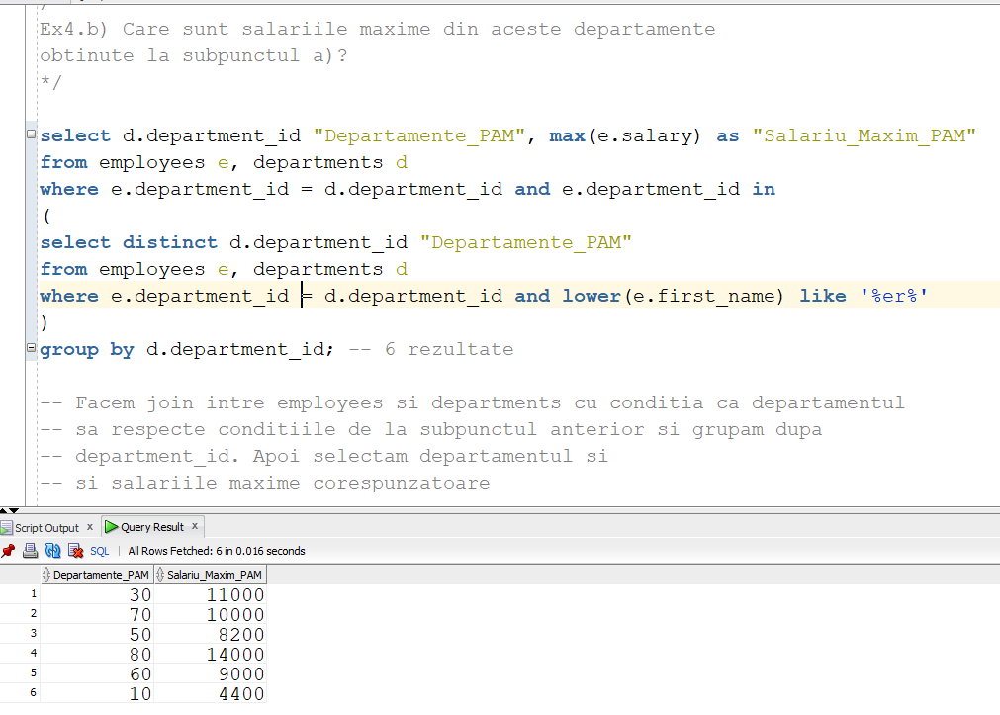 Ex4.b) Care sunt salariile maxime din aceste departamente
obtinute la subpunctul a)?
*/
select d.department_id "Departamente_PAM", max(e.salary) as "Salariu_Maxim_PAM"
from employees e, departments d
where e.department_id = d.department_id and e.department_id in
(
select distinct d.department_id "Departamente_PAM"
from employees e, departments d
where e.department_id = d.department_id and lower(e.first_name) like '%er%'
)
group by d.department_id; -- 6 rezultate
-- Facem join intre employees si departments cu conditia ca departamentul
-- sa respecte conditiile de la subpunctul anterior si grupam dupa
-- department_id. Apoi selectam departamentul si
-- si salariile maxime corespunzatoare
Script Output x Query Result x
SQL | All Rows Fetched: 6 in 0.016 seconds
Departamente_PAM Salariu_Maxim_PAM
1 30 11000
2 70 10000
3 50 8200
4 80 14000
5 60 9000
6 10 4400